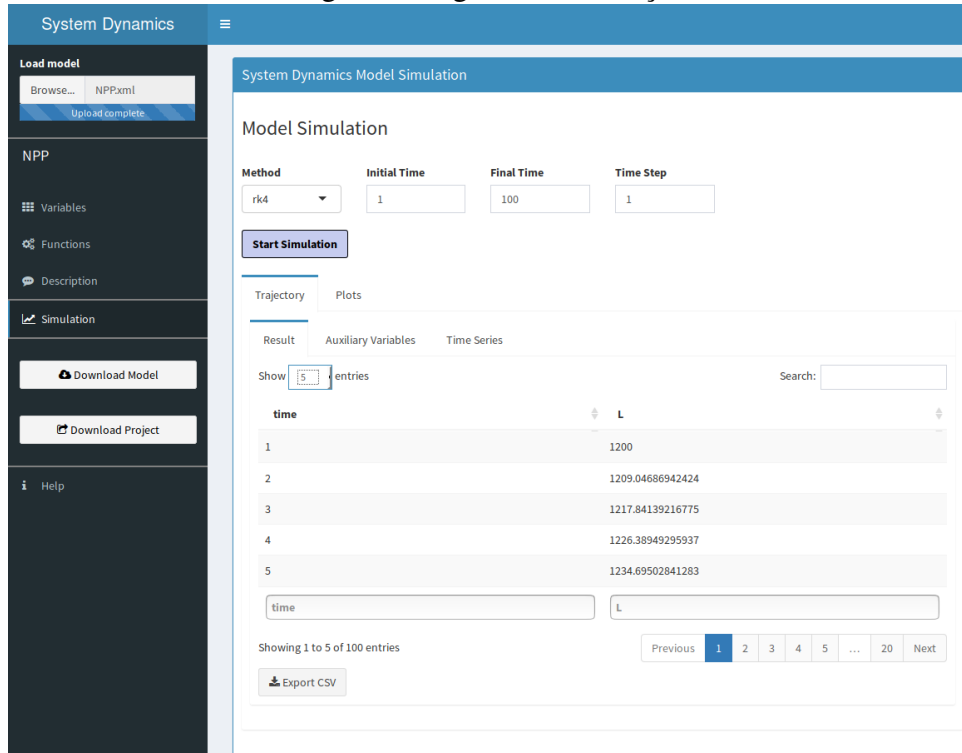 System Dynamics
Load model
Browse... NPP.xml
Upload complete
NPP
Variables
Functions
Description
Simulation
Download Model
Download Project
Help
System Dynamics Model Simulation
Model Simulation
Method Initial Time Final Time Time Step
rk4 1 100 1
Start Simulation
Trajectory Plots
Result Auxiliary Variables Time Series
Show 5 entries Search:
time L
1 1200
2 1209.04686942424
3 1217.84139216775
4 1226.38949295937
5 1234.69502841283
time L
Showing 1 to 5 of 100 entries Previous 1 2 3 4 5 ... 20 Next
Export CSV